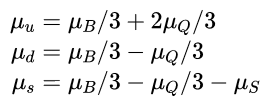 μ_u = μ_B/3 + 2μ_Q/3
μ_d = μ_B/3 − μ_Q/3
μ_s = μ_B/3 − μ_Q/3 − μ_S